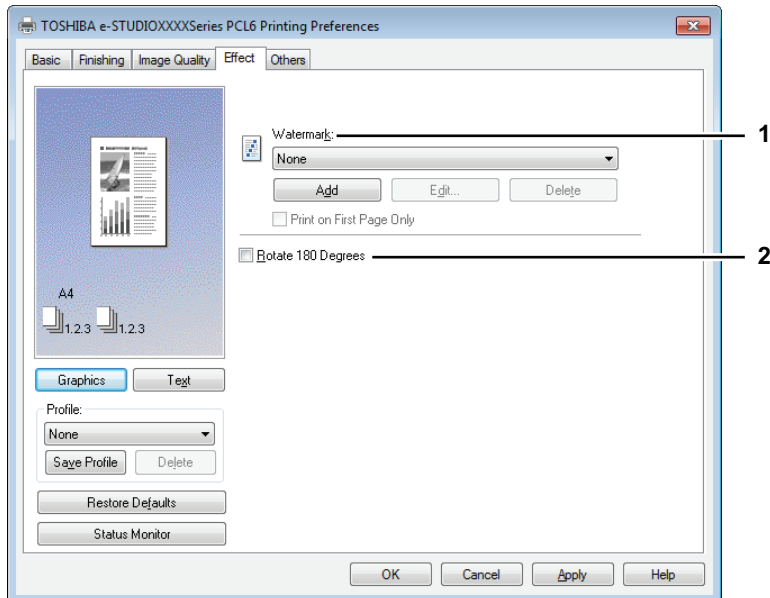 TOSHIBA e-STUDIOXXXXSeries PCL6 Printing Preferences
Basic Finishing Image Quality Effect Others
Watermark: 1
None
Add Edit... Delete
Print on First Page Only
Rotate 180 Degrees 2
A4
1.2.3 1.2.3
Graphics Text
Profile:
None
Save Profile Delete
Restore Defaults
Status Monitor
OK Cancel Apply Help